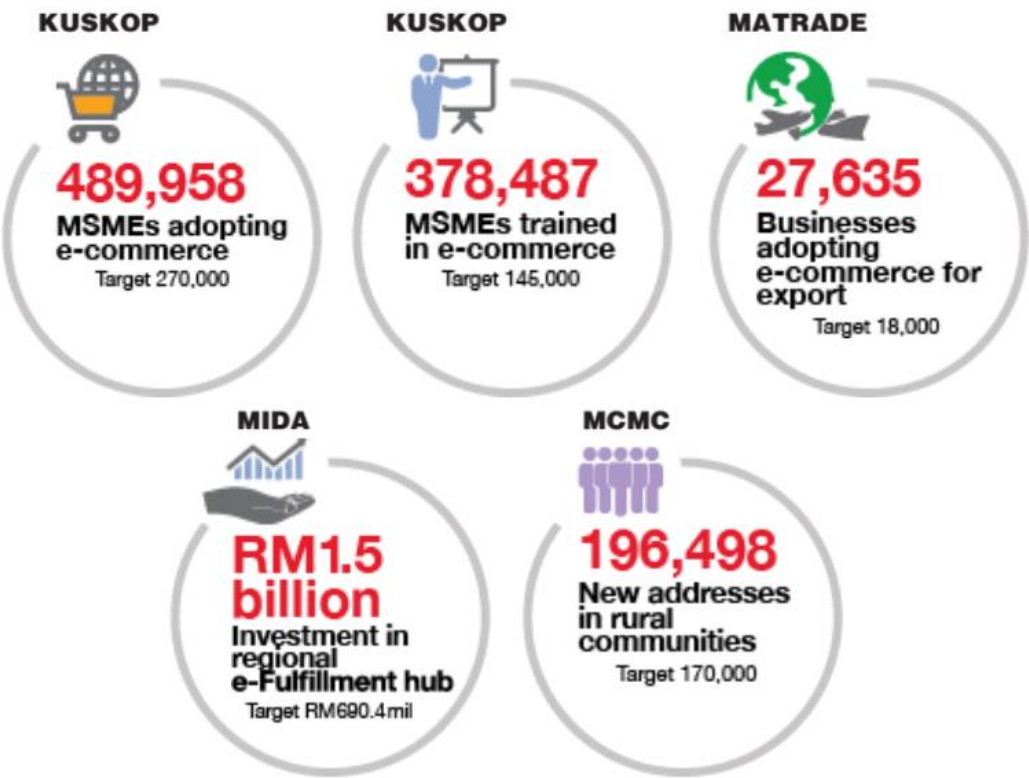 KUSKOP
489,958
MSMEs adopting
e-commerce
Target 270,000
KUSKOP
378,487
MSMEs trained
in e-commerce
Target 145,000
MATRADE
27,635
Businesses
adopting
e-commerce for
export
Target 18,000
MIDA
RM1.5
billion
Investment in
regional
e-Fulfillment hub
Target RM690.4mil
MCMC
196,498
New addresses
in rural
communities
Target 170,000